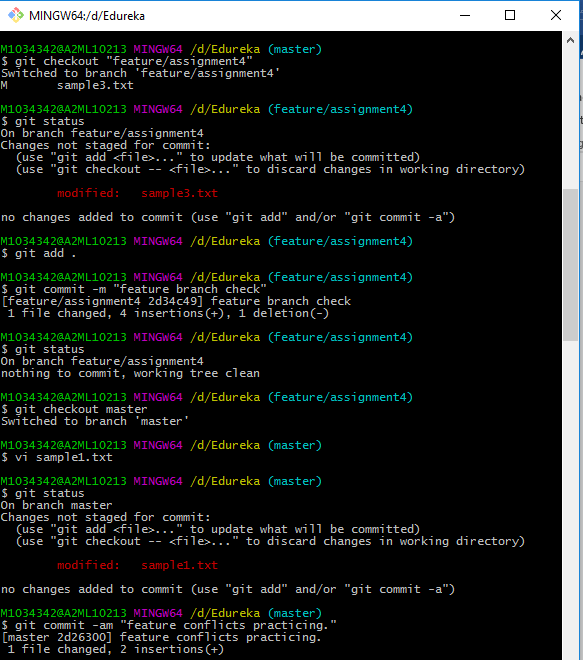 MINGW64:/d/Edureka
M1034342@A2ML10213 MINGW64 /d/Edureka (master)
$ git checkout "feature/assignment4"
Switched to branch 'feature/assignment4'
M       sample3.txt
M1034342@A2ML10213 MINGW64 /d/Edureka (feature/assignment4)
$ git status
On branch feature/assignment4
Changes not staged for commit:
  (use "git add <file>..." to update what will be committed)
  (use "git checkout -- <file>..." to discard changes in working directory)
        modified:   sample3.txt
no changes added to commit (use "git add" and/or "git commit -a")
M1034342@A2ML10213 MINGW64 /d/Edureka (feature/assignment4)
$ git add .
M1034342@A2ML10213 MINGW64 /d/Edureka (feature/assignment4)
$ git commit -m "feature branch check"
[feature/assignment4 2d34c49] feature branch check
 1 file changed, 4 insertions(+), 1 deletion(-)
M1034342@A2ML10213 MINGW64 /d/Edureka (feature/assignment4)
$ git status
On branch feature/assignment4
nothing to commit, working tree clean
M1034342@A2ML10213 MINGW64 /d/Edureka (feature/assignment4)
$ git checkout master
Switched to branch 'master'
M1034342@A2ML10213 MINGW64 /d/Edureka (master)
$ vi sample1.txt
M1034342@A2ML10213 MINGW64 /d/Edureka (master)
$ git status
On branch master
Changes not staged for commit:
  (use "git add <file>..." to update what will be committed)
  (use "git checkout -- <file>..." to discard changes in working directory)
        modified:   sample1.txt
no changes added to commit (use "git add" and/or "git commit -a")
M1034342@A2ML10213 MINGW64 /d/Edureka (master)
$ git commit -am "feature conflicts practicing."
[master 2d26300] feature conflicts practicing.
 1 file changed, 2 insertions(+)